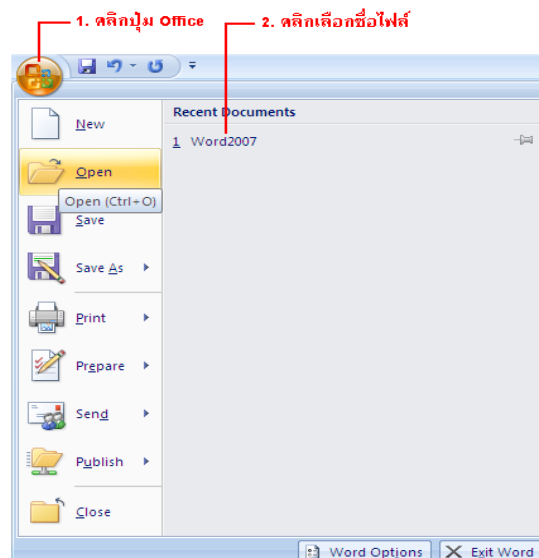 1. คลิกปุ่ม Office
2. คลิกเลือกชื่อไฟล์
New
Recent Documents
1 Word2007
Open
Open (Ctrl+O)
Save
Save As
Print
Prepare
Send
Publish
Close
Word Options
Exit Word